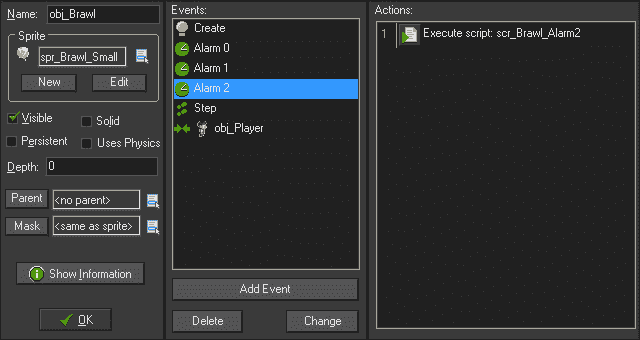 Name: obj_Brawl
Sprite
spr_Brawl_Small
New Edit
Visible Solid
Persistent Uses Physics
Depth: 0
Parent <no parent>
Mask <same as sprite>
Show Information
OK
Events:
Create
Alarm 0
Alarm 1
Alarm 2
Step
obj_Player
Add Event
Delete Change
Actions:
1 Execute script: scr_Brawl_Alarm2